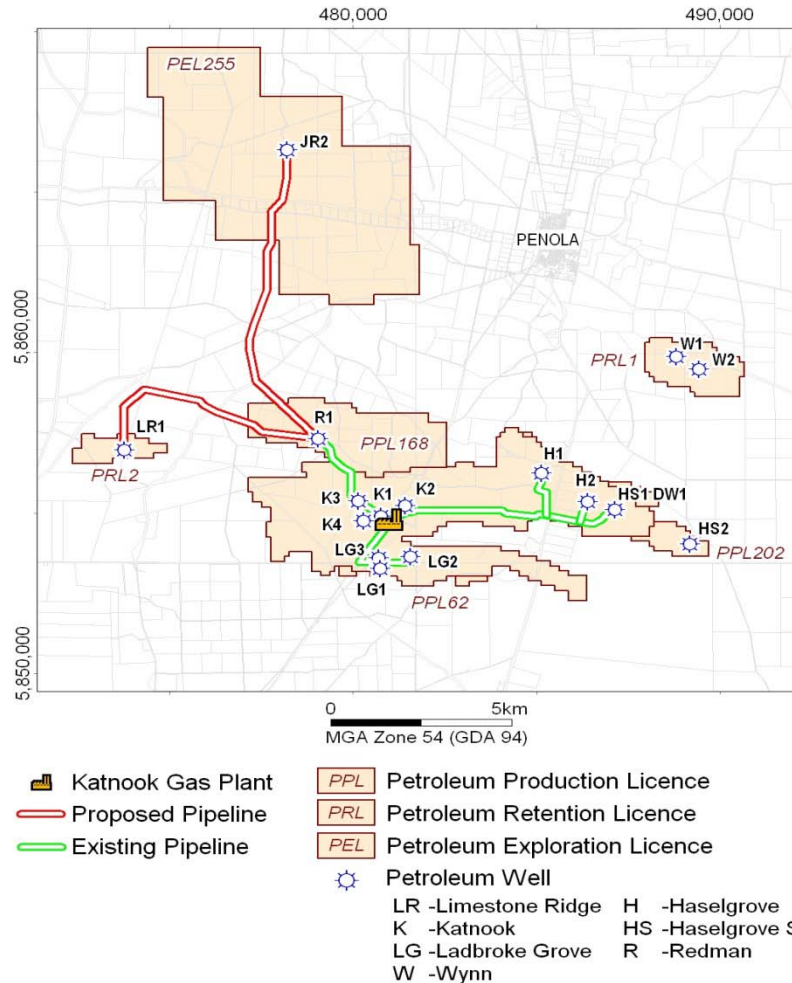 480,000
490,000
PEL255
JR2
PENOLA
5,860,000
W1
PRL1
W2
R1
LR1
PPL168
PRL2
H1
K3
K1
K2
H2
HS1 DW1
K4
HS2
LG3
LG2
PPL202
LG1
PPL62
5,850,000
0
5km
MGA Zone 54 (GDA 94)
Katnook Gas Plant
Proposed Pipeline
Existing Pipeline
PPL Petroleum Production Licence
PRL Petroleum Retention Licence
PEL Petroleum Exploration Licence
Petroleum Well
LR -Limestone Ridge H -Haselgrove
K -Katnook HS -Haselgrove S
LG -Ladbroke Grove R -Redman
W -Wynn